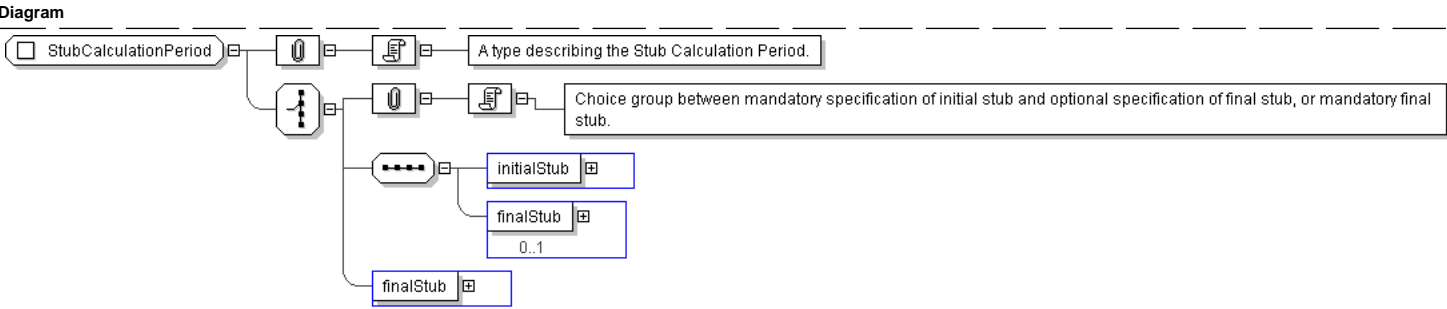 Diagram
StubCalculationPeriod
A type describing the Stub Calculation Period.
Choice group between mandatory specification of initial stub and optional specification of final stub, or mandatory final
stub.
initialStub
finalStub
0..1
finalStub